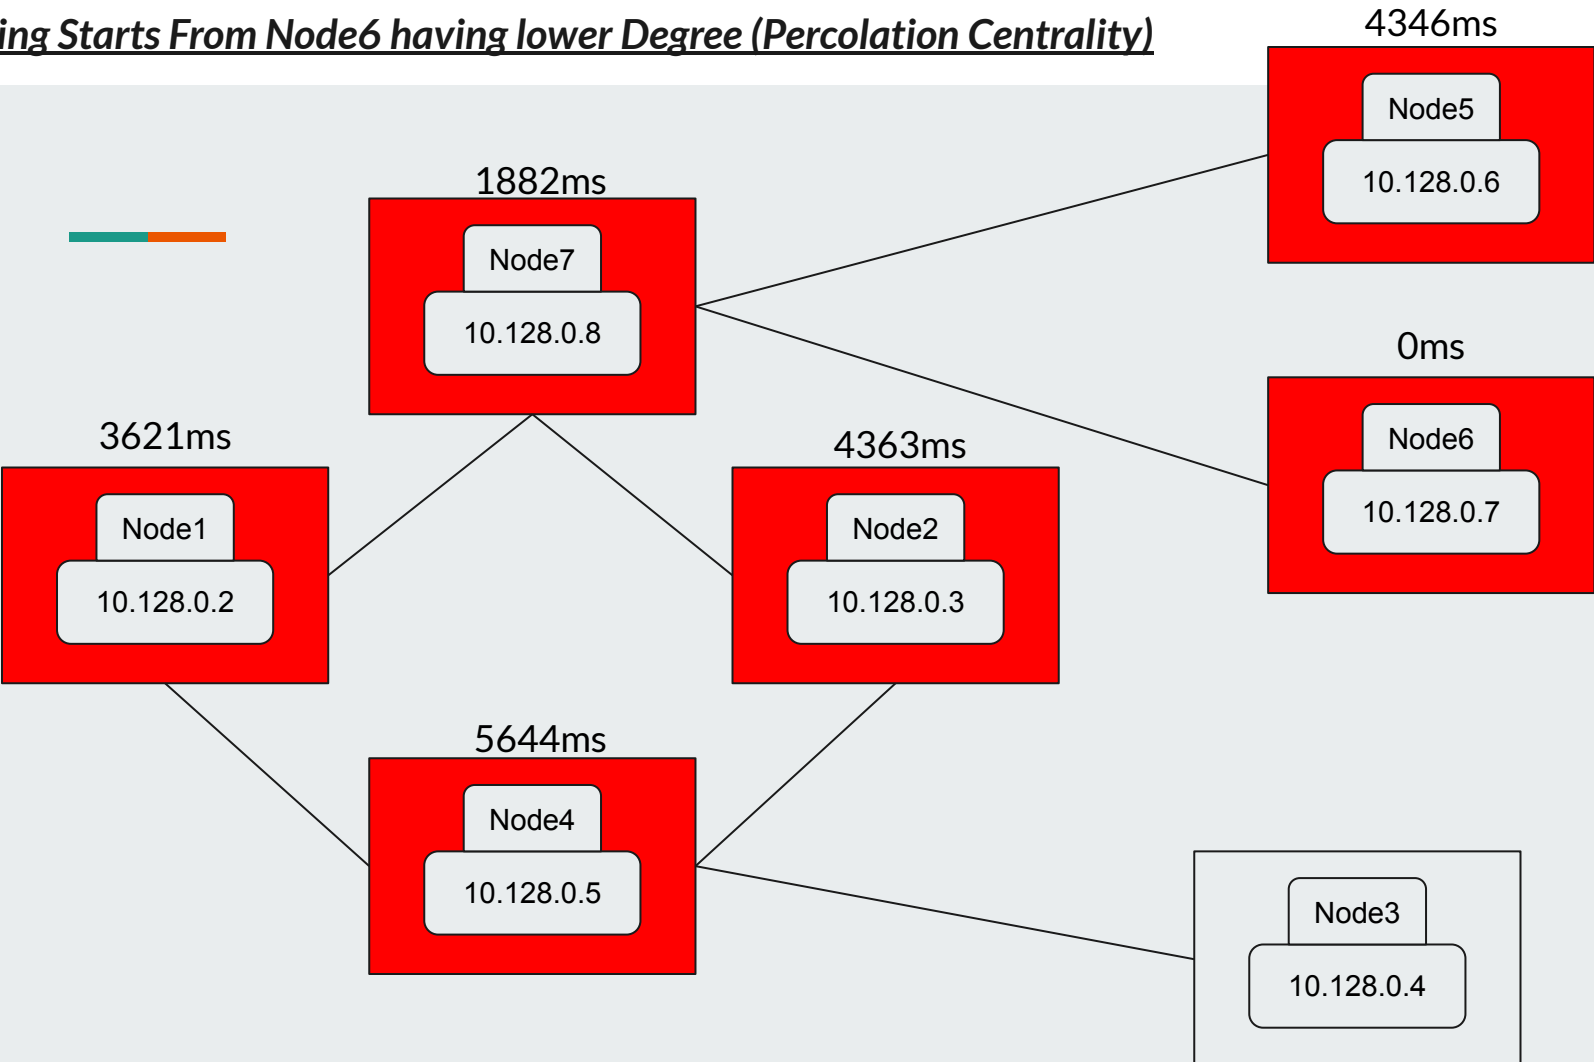 ing Starts From Node6 having lower Degree (Percolation Centrality)
4346ms
Node5
10.128.0.6
1882ms
Node7
10.128.0.8
0ms
Node6
10.128.0.7
3621ms
Node1
10.128.0.2
4363ms
Node2
10.128.0.3
5644ms
Node4
10.128.0.5
Node3
10.128.0.4